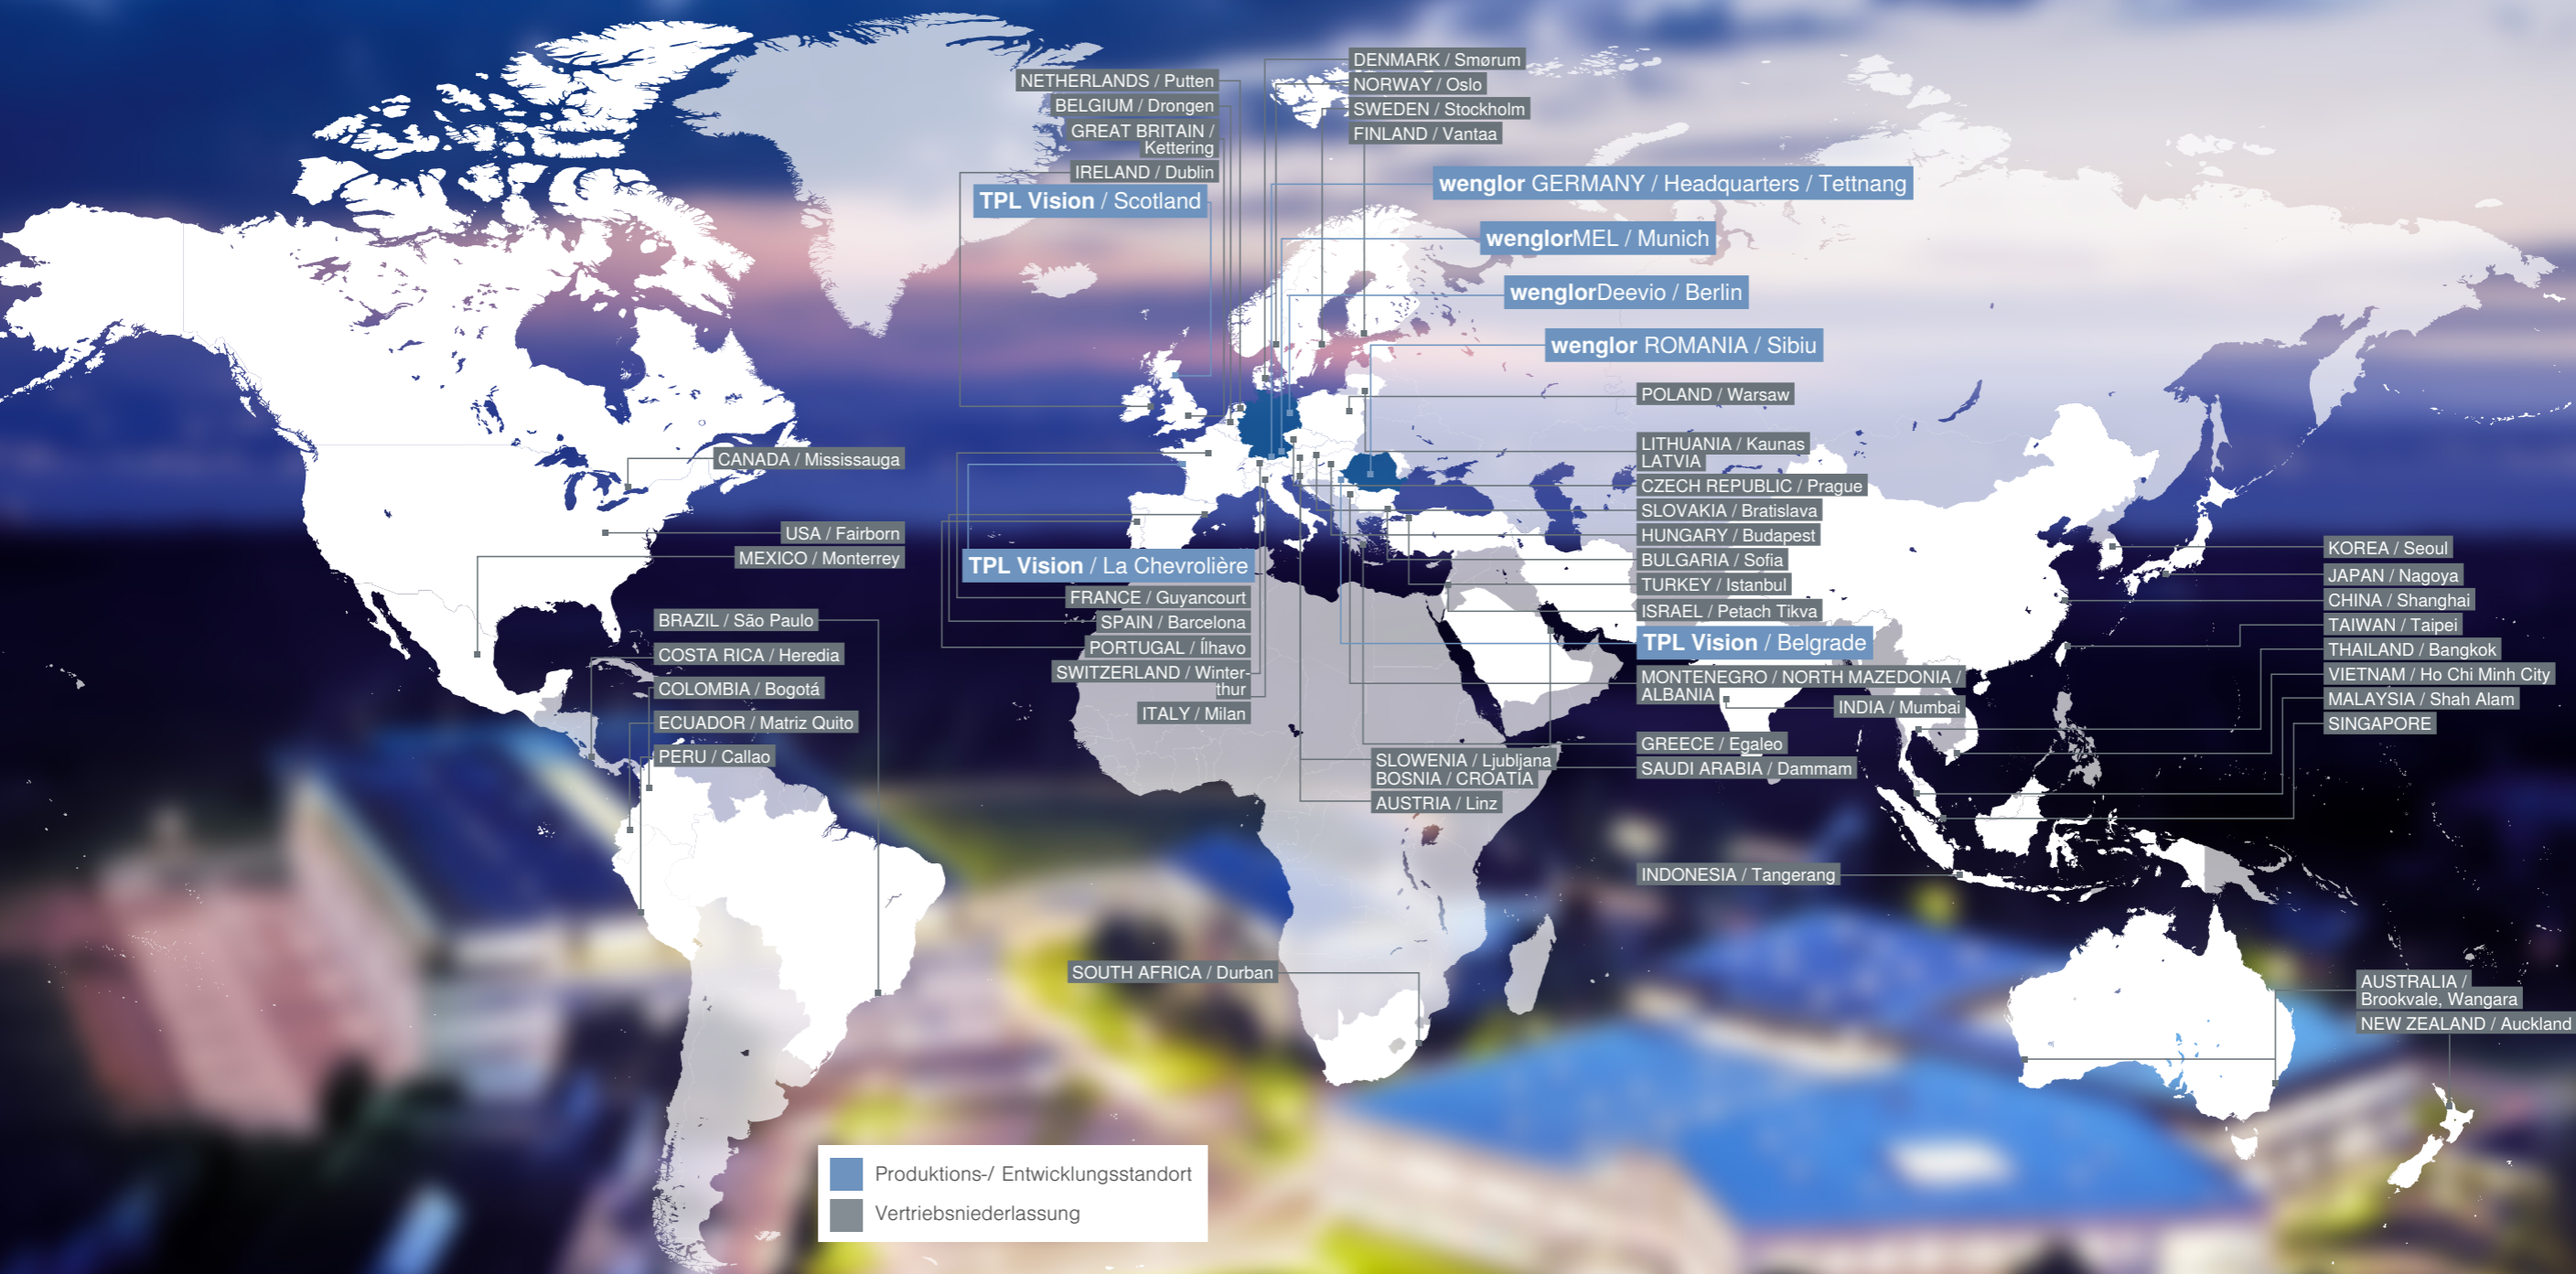 DENMARK / Smørum
NORWAY / Oslo
SWEDEN / Stockholm
FINLAND / Vantaa
NETHERLANDS / Putten
BELGIUM / Drongen
GREAT BRITAIN /
Kettering
IRELAND / Dublin
TPL Vision / Scotland
wenglor GERMANY / Headquarters / Tettnang
wenglorMEL / Munich
wenglorDeevio / Berlin
wenglor ROMANIA / Sibiu
POLAND / Warsaw
LITHUANIA / Kaunas
LATVIA
CZECH REPUBLIC / Prague
SLOVAKIA / Bratislava
HUNGARY / Budapest
BULGARIA / Sofia
TURKEY / Istanbul
ISRAEL / Petach Tikva
TPL Vision / Belgrade
MONTENEGRO / NORTH MAZEDONIA /
ALBANIA
INDIA / Mumbai
GREECE / Egaleo
SAUDI ARABIA / Dammam
SLOWENIA / Ljubljana
BOSNIA / CROATIA
AUSTRIA / Linz
CANADA / Mississauga
USA / Fairborn
MEXICO / Monterrey
BRAZIL / São Paulo
COSTA RICA / Heredia
COLOMBIA / Bogotá
ECUADOR / Matriz Quito
PERU / Callao
TPL Vision / La Chevrolière
FRANCE / Guyancourt
SPAIN / Barcelona
PORTUGAL / Ílhavo
SWITZERLAND / Winter-
thur
ITALY / Milan
KOREA / Seoul
JAPAN / Nagoya
CHINA / Shanghai
TAIWAN / Taipei
THAILAND / Bangkok
VIETNAM / Ho Chi Minh City
MALAYSIA / Shah Alam
SINGAPORE
INDONESIA / Tangerang
SOUTH AFRICA / Durban
AUSTRALIA /
Brookvale, Wangara
NEW ZEALAND / Auckland
Produktions-/ Entwicklungsstandort
Vertriebsniederlassung